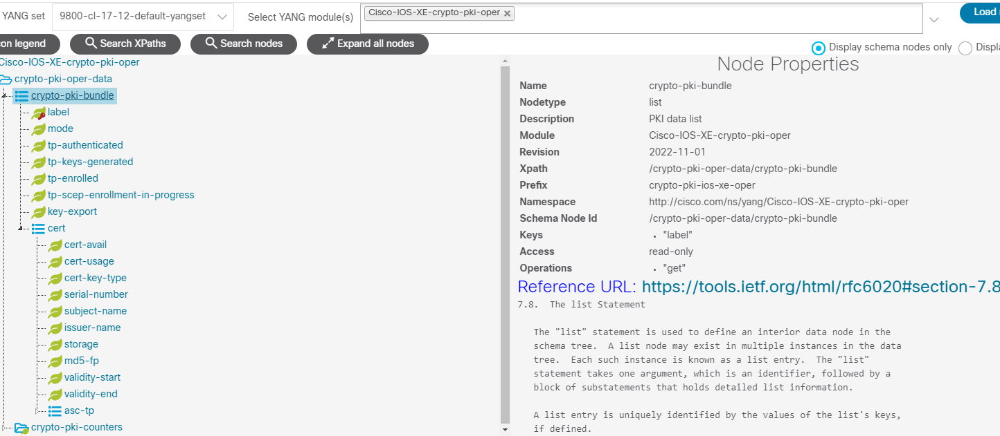 YANG set 9800-cl-17-12-default-yangset Select YANG module(s) Cisco-IOS-XE-crypto-pki-oper × Load
con legend Search XPaths Search nodes Expand all nodes
Display schema nodes only
Cisco-IOS-XE-crypto-pki-oper
crypto-pki-oper-data
crypto-pki-bundle
label
mode
tp-authenticated
tp-keys-generated
tp-enrolled
tp-scep-enrollment-in-progress
key-export
cert
cert-avail
cert-usage
cert-key-type
serial-number
subject-name
issuer-name
storage
md5-fp
validity-start
validity-end
asc-tp
crypto-pki-counters
Node Properties
Name crypto-pki-bundle
Nodetype list
Description PKI data list
Module Cisco-IOS-XE-crypto-pki-oper
Revision 2022-11-01
Xpath /crypto-pki-oper-data/crypto-pki-bundle
Prefix crypto-pki-ios-xe-oper
Namespace http://cisco.com/ns/yang/Cisco-IOS-XE-crypto-pki-oper
Schema Node Id /crypto-pki-oper-data/crypto-pki-bundle
Keys • "label"
Access read-only
Operations • "get"
Reference URL: https://tools.ietf.org/html/rfc6020#section-7.8
7.8. The list Statement
The "list" statement is used to define an interior data node in the
schema tree. A list node may exist in multiple instances in the data
tree. Each such instance is known as a list entry. The "list"
statement takes one argument, which is an identifier, followed by a
block of substatements that holds detailed list information.
A list entry is uniquely identified by the values of the list's keys,
if defined.